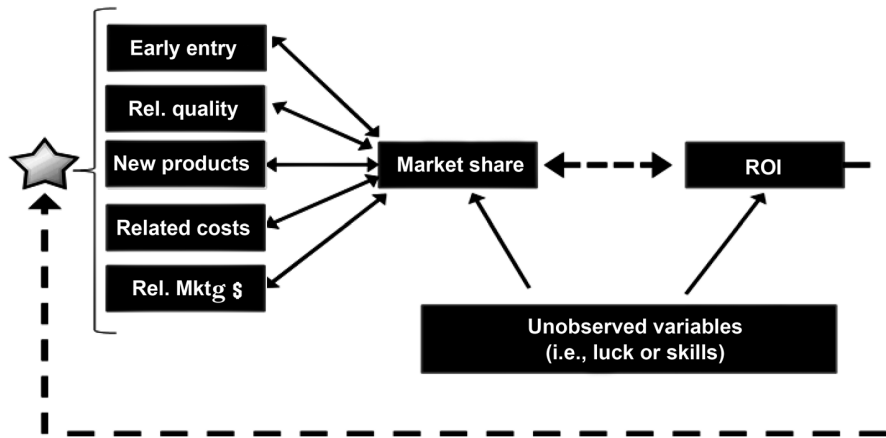 Early entry
Rel. quality
New products
Related costs
Rel. Mktg $
Market share
ROI
Unobserved variables
(i.e., luck or skills)